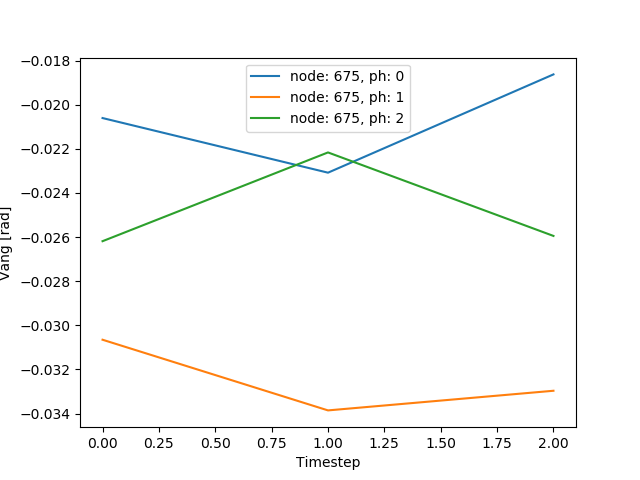 −0.018
−0.020
−0.022
−0.024
−0.026
−0.028
−0.030
−0.032
−0.034
Vang [rad]
node: 675, ph: 0
node: 675, ph: 1
node: 675, ph: 2
0.00 0.25 0.50 0.75 1.00 1.25 1.50 1.75 2.00
Timestep